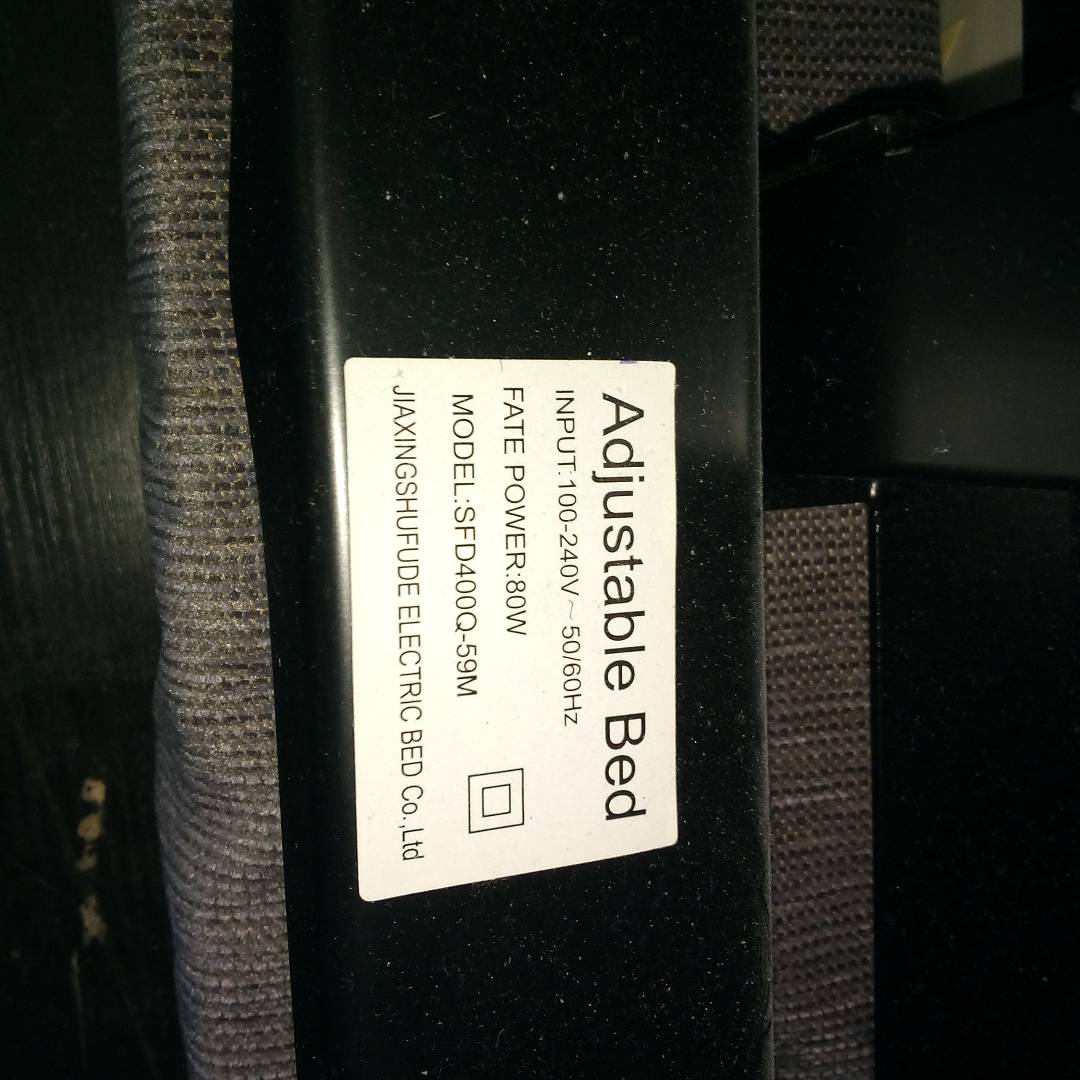 Adjustable Bed
INPUT:100-240V~50/60Hz
FATE POWER:80W
MODEL:SFD400Q-59M
JIAXINGSHUFUDE ELECTRIC BED Co.,Ltd